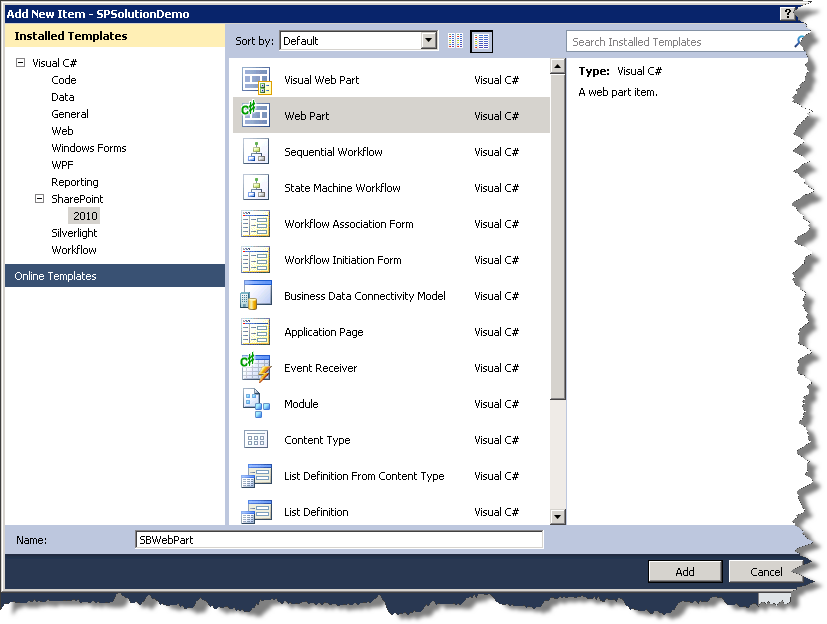 Add New Item - SPSolutionDemo
?
Installed Templates
Visual C#
Code
Data
General
Web
Windows Forms
WPF
Reporting
SharePoint
2010
Silverlight
Workflow
Online Templates
Sort by: Default
Search Installed Templates
Visual Web Part Visual C#
C# Web Part Visual C#
Sequential Workflow Visual C#
State Machine Workflow Visual C#
Workflow Association Form Visual C#
Workflow Initiation Form Visual C#
Business Data Connectivity Model Visual C#
Application Page Visual C#
C# Event Receiver Visual C#
Module Visual C#
Content Type Visual C#
List Definition From Content Type Visual C#
List Definition Visual C#
Type: Visual C#
A web part item.
Name: SBWebPart
Add Cancel